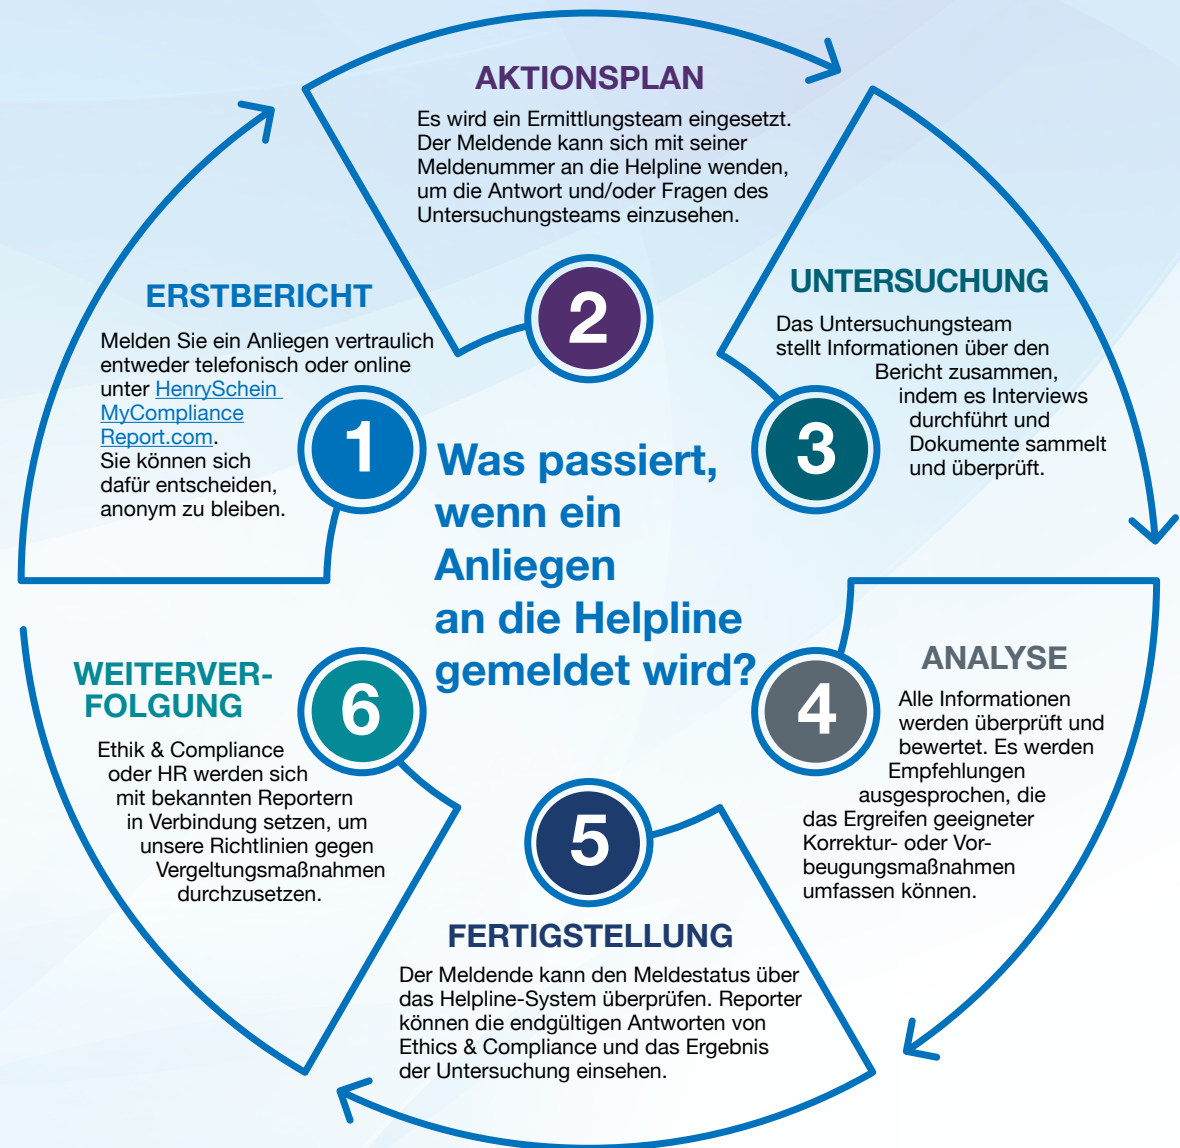 AKTIONSPLAN
Es wird ein Ermittlungsteam eingesetzt.
Der Meldende kann sich mit seiner
Meldenummer an die Helpline wenden,
um die Antwort und/oder Fragen des
Untersuchungsteams einzusehen.
2
ERSTBERICHT
Melden Sie ein Anliegen vertraulich
entweder telefonisch oder online
unter HenrySchein
MyCompliance
Report.com.
Sie können sich
dafür entscheiden,
anonym zu bleiben.
1
UNTERSUCHUNG
Das Untersuchungsteam
stellt Informationen über den
Bericht zusammen,
indem es Interviews
durchführt und
Dokumente sammelt
und überprüft.
3
Was passiert,
wenn ein
Anliegen
an die Helpline
gemeldet wird?
ANALYSE
Alle Informationen
werden überprüft und
bewertet. Es werden
Empfehlungen
ausgesprochen, die
das Ergreifen geeigneter
Korrektur- oder Vor-
beugungsmaßnahmen
umfassen können.
4
5
FERTIGSTELLUNG
Der Meldende kann den Meldestatus über
das Helpline-System überprüfen. Reporter
können die endgültigen Antworten von
Ethics & Compliance und das Ergebnis
der Untersuchung einsehen.
WEITERVER-
FOLGUNG
6
Ethik & Compliance
oder HR werden sich
mit bekannten Reportern
in Verbindung setzen, um
unsere Richtlinien gegen
Vergeltungsmaßnahmen
durchzusetzen.